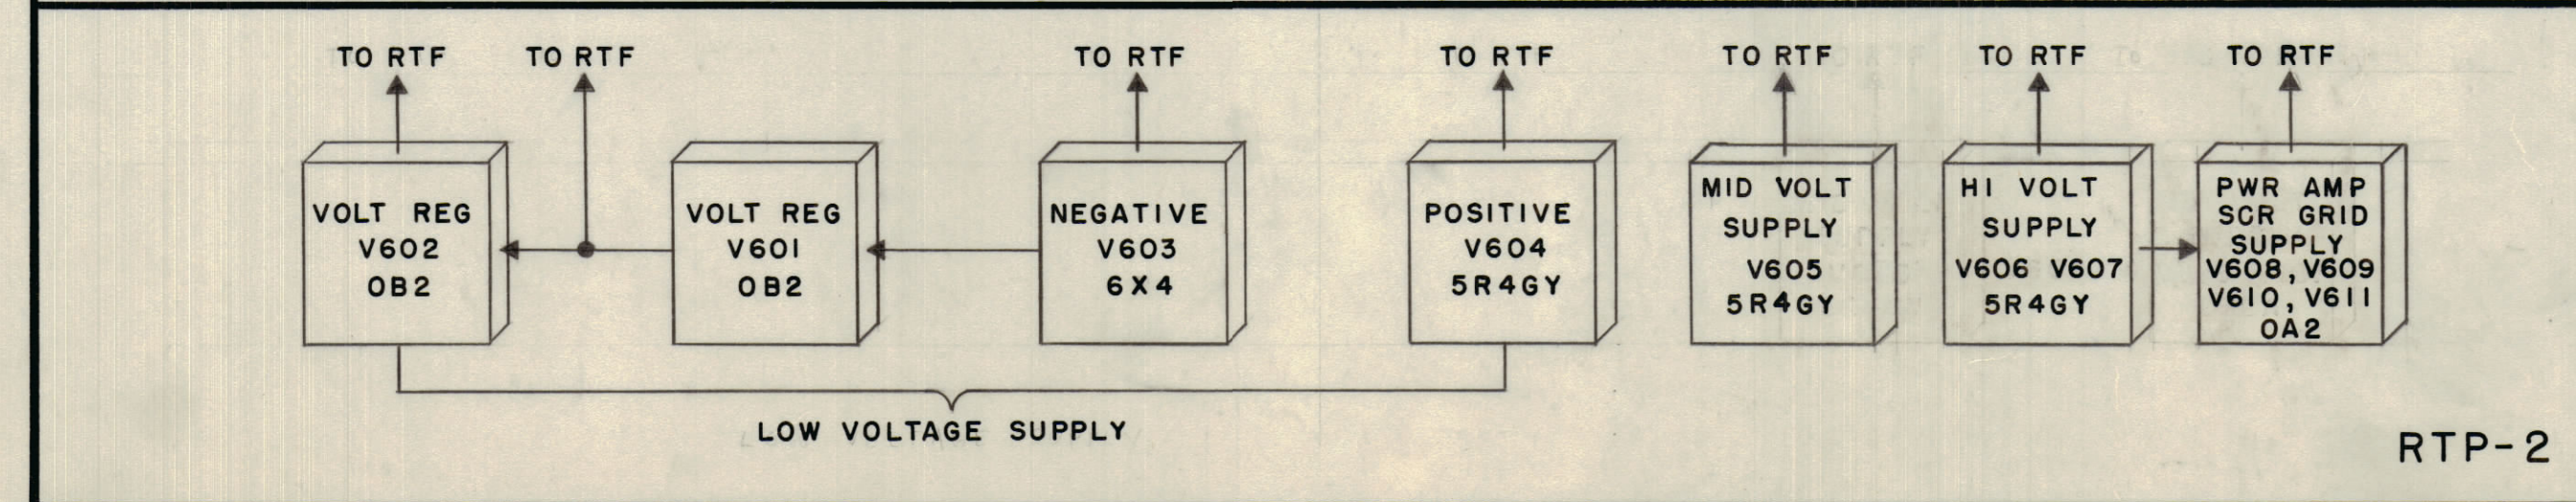 TO RTF
TO RTF
TO RTF
TO RTF
TO RTF
TO RTF
TO RTF
VOLT REG
V602
OB2
VOLT REG
V601
OB2
NEGATIVE
V603
6X4
POSITIVE
V604
5R4GY
MID VOLT
SUPPLY
V605
5R4GY
HI VOLT
SUPPLY
V606 V607
5R4GY
PWR AMP
SCR GRID
SUPPLY
V608, V609
V610, V611
OA2
LOW VOLTAGE SUPPLY
RTP-2